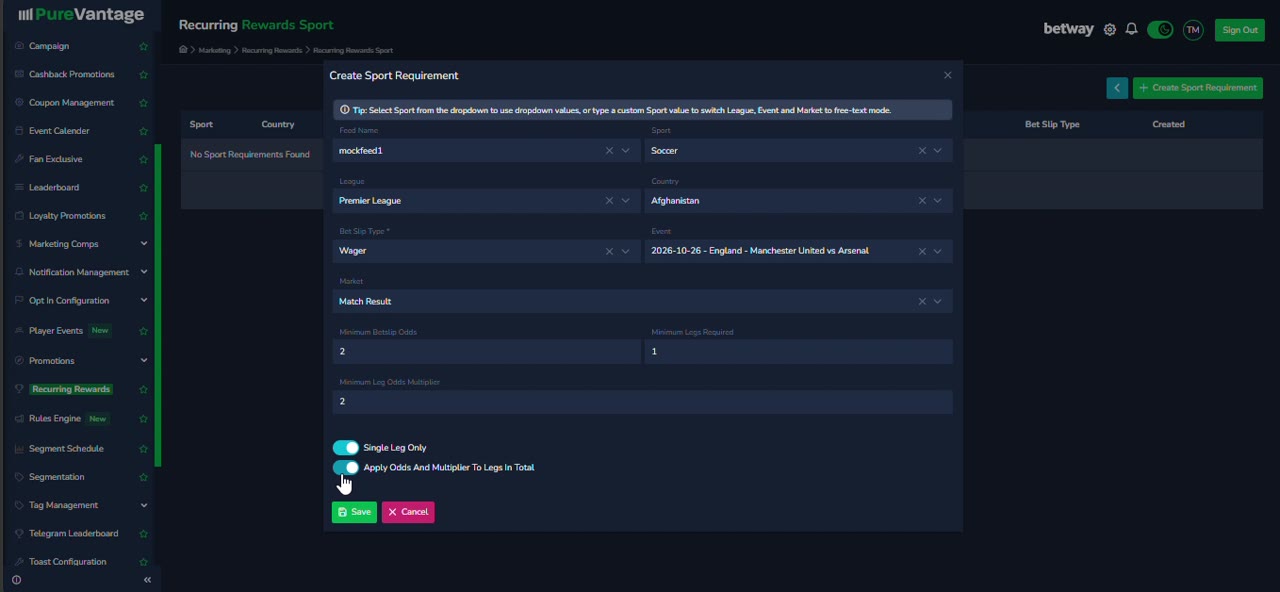 PureVantage
Campaign
Cashback Promotions
Coupon Management
Event Calender
Fan Exclusive
Leaderboard
Loyalty Promotions
Marketing Comps
Notification Management
Opt In Configuration
Player Events New
Promotions
Recurring Rewards
Rules Engine New
Segment Schedule
Segmentation
Tag Management
Telegram Leaderboard
Toast Configuration
Recurring Rewards Sport
Marketing > Recurring Rewards > Recurring Rewards Sport
betway TM Sign Out
+ Create Sport Requirement
Sport Country Bet Slip Type Created
No Sport Requirements Found
Create Sport Requirement
Tip: Select Sport from the dropdown to use dropdown values, or type a custom Sport value to switch League, Event and Market to free-text mode.
Feed Name Sport
mockfeed1 Soccer
League Country
Premier League Afghanistan
Bet Slip Type * Event
Wager 2026-10-26 - England - Manchester United vs Arsenal
Market
Match Result
Minimum Betslip Odds Minimum Legs Required
2 1
Minimum Leg Odds Multiplier
2
Single Leg Only
Apply Odds And Multiplier To Legs In Total
Save Cancel